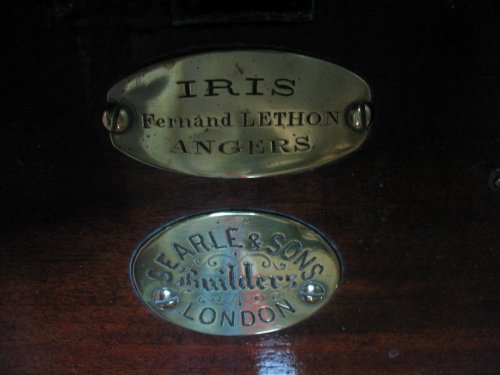 IRIS
Fernand LETHON
ANGERS
SEARLE & SONS
Builders
LONDON